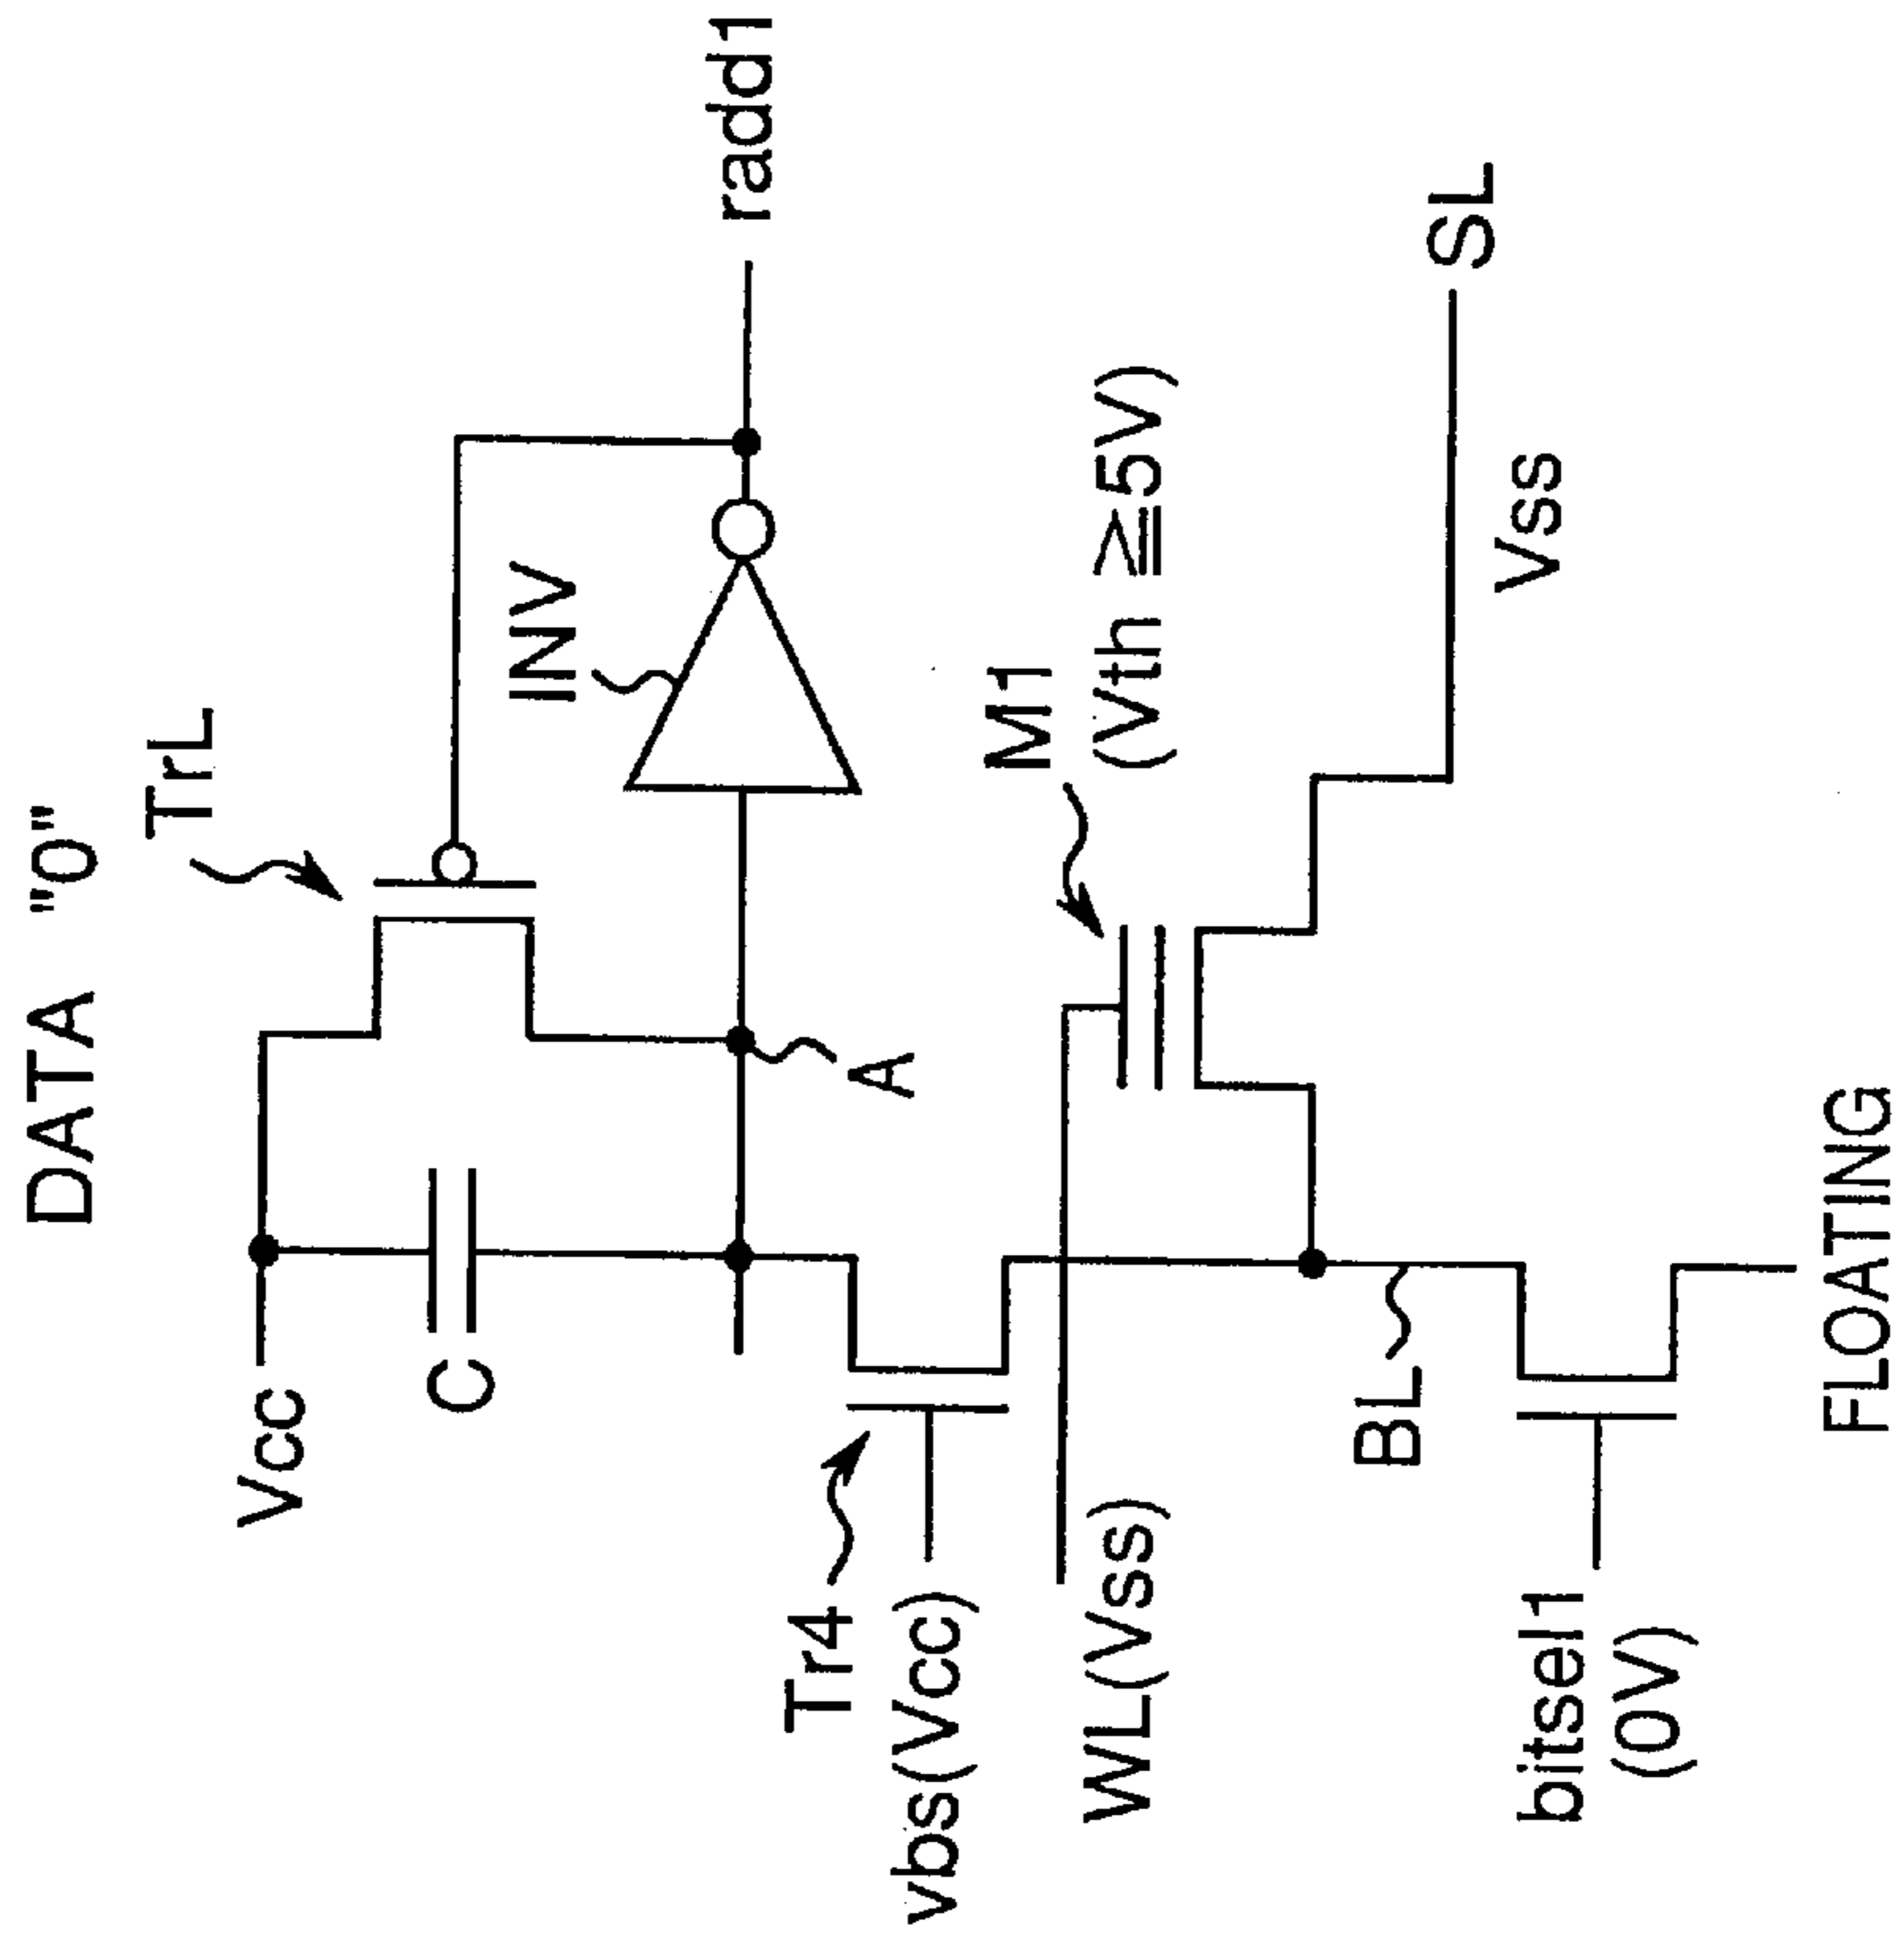 DATA "0"
TrL
Vcc
C
INV
radd1
A
Tr4
vbs(Vcc)
M1
(Vth ≧5V)
WL(Vss)
SL
Vss
BL
bitsel1
(0V)
FLOATING